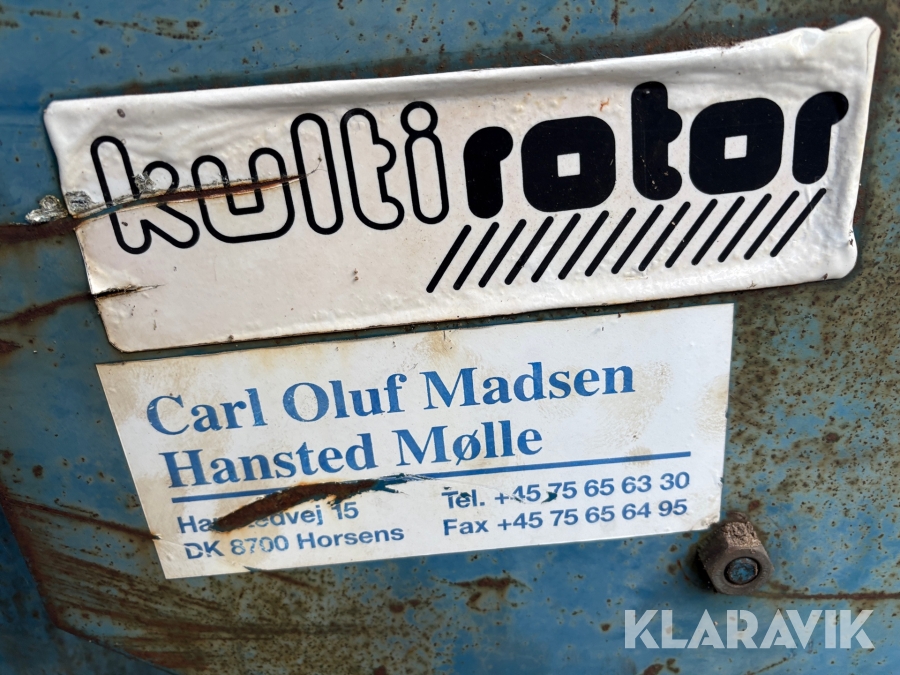 kultirotor
Carl Oluf Madsen
Hansted Mølle
15
Tel. +45 75 65 63 30
DK 8700 Horsens
Fax +45 75 65 64 95
KLARAVIK